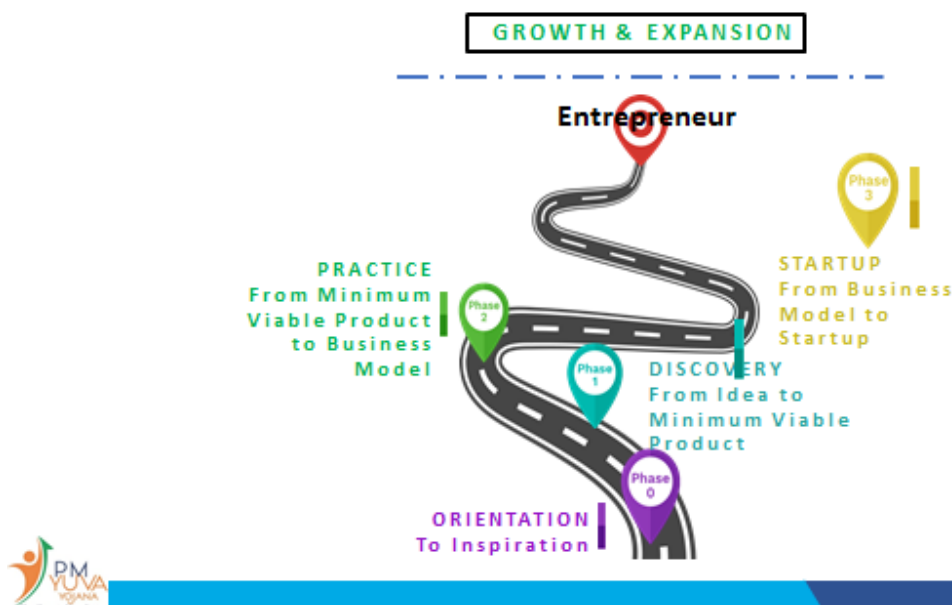 GROWTH & EXPANSION
Entrepreneur
Phase
3
STARTUP
From Business
Model to
Startup
PRACTICE
From Minimum
Viable Product
to Business
Model
Phase
2
Phase
1
DISCOVERY
From Idea to
Minimum Viable
Product
Phase
0
ORIENTATION
To Inspiration
PM
YUVA
YOJANA